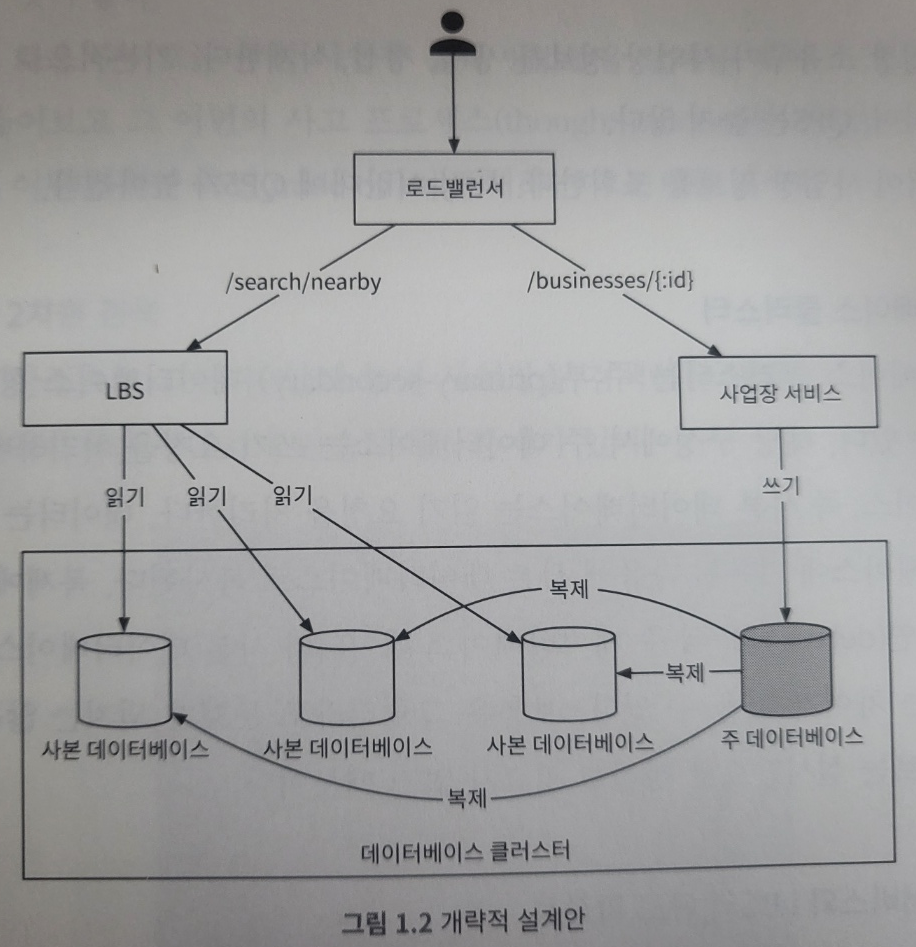 로드밸런서
/search/nearby
/businesses/{:id}
LBS
사업장 서비스
읽기
읽기
읽기
쓰기
복제
복제
사본 데이터베이스
사본 데이터베이스
사본 데이터베이스
주 데이터베이스
복제
데이터베이스 클러스터
그림 1.2 개략적 설계안